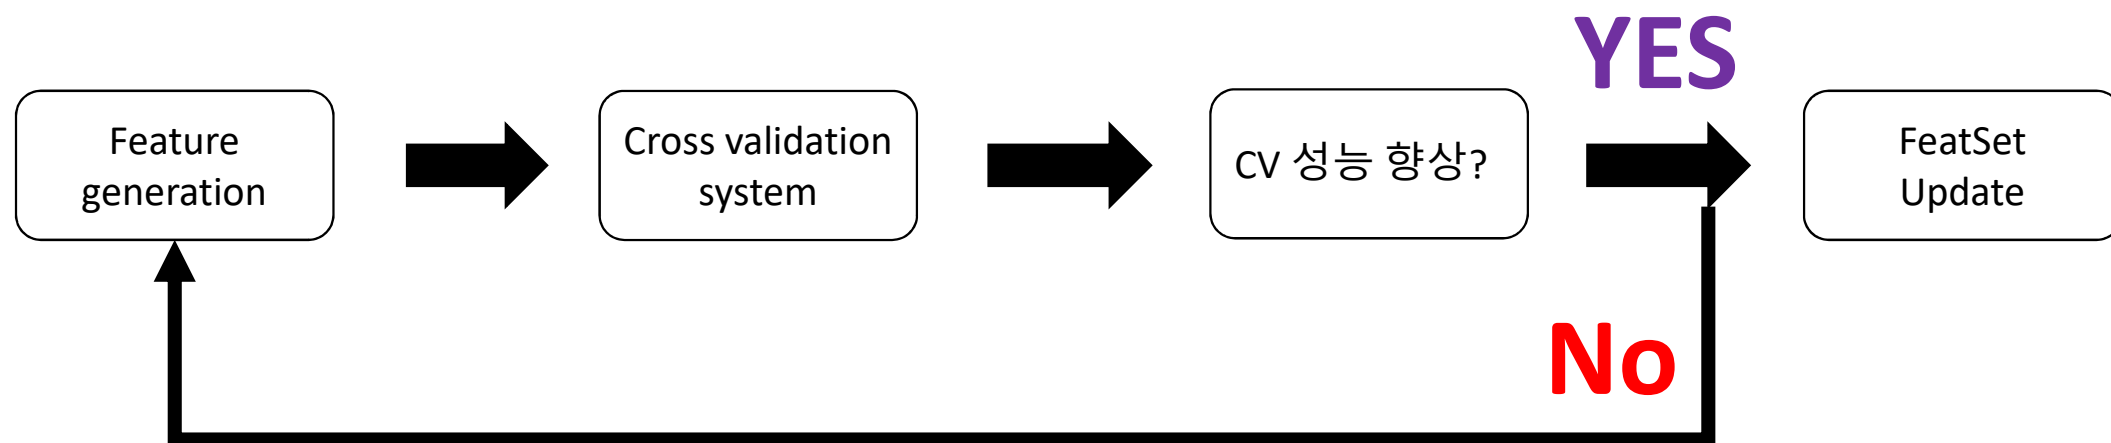 Feature
generation
Cross validation
system
CV 성능 향상?
YES
No
FeatSet
Update